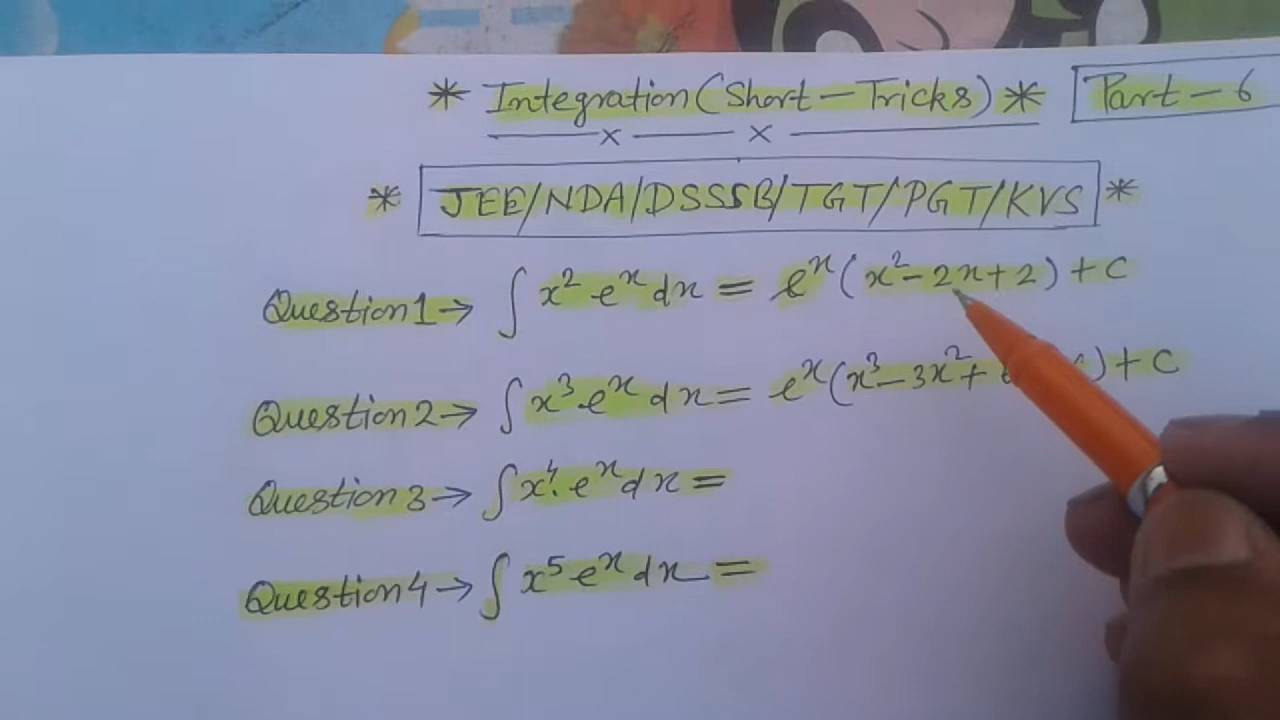 * Integration (Short-Tricks) * Part-6
* JEE/NDA/DSSSB/TGT/PGT/KVS *
Question 1 → ∫ x² eˣ dx = eˣ (x² - 2x + 2) + c
Question 2 → ∫ x³ · eˣ dx = eˣ (x³ - 3x² + ) + c
Question 3 → ∫ x⁴ · eˣ dx =
Question 4 → ∫ x⁵ eˣ dx =